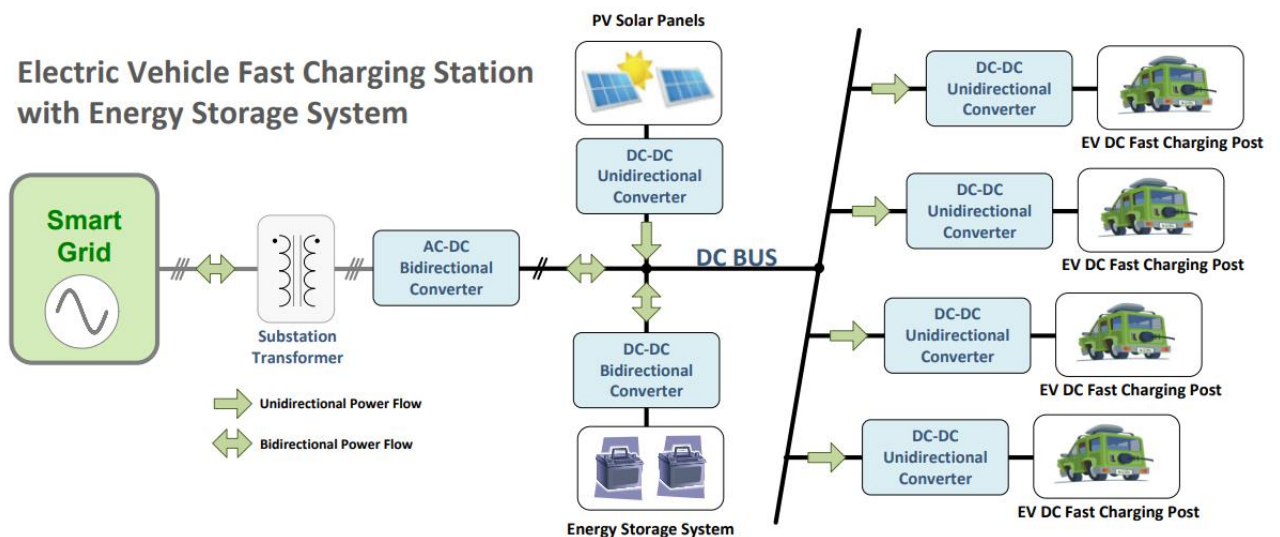 PV Solar Panels
Electric Vehicle Fast Charging Station
with Energy Storage System
DC-DC
Unidirectional
Converter
Smart
Grid
AC-DC
Bidirectional
Converter
Substation
Transformer
DC BUS
DC-DC
Bidirectional
Converter
Energy Storage System
Unidirectional Power Flow
Bidirectional Power Flow
DC-DC
Unidirectional
Converter
EV DC Fast Charging Post
DC-DC
Unidirectional
Converter
EV DC Fast Charging Post
DC-DC
Unidirectional
Converter
EV DC Fast Charging Post
DC-DC
Unidirectional
Converter
EV DC Fast Charging Post